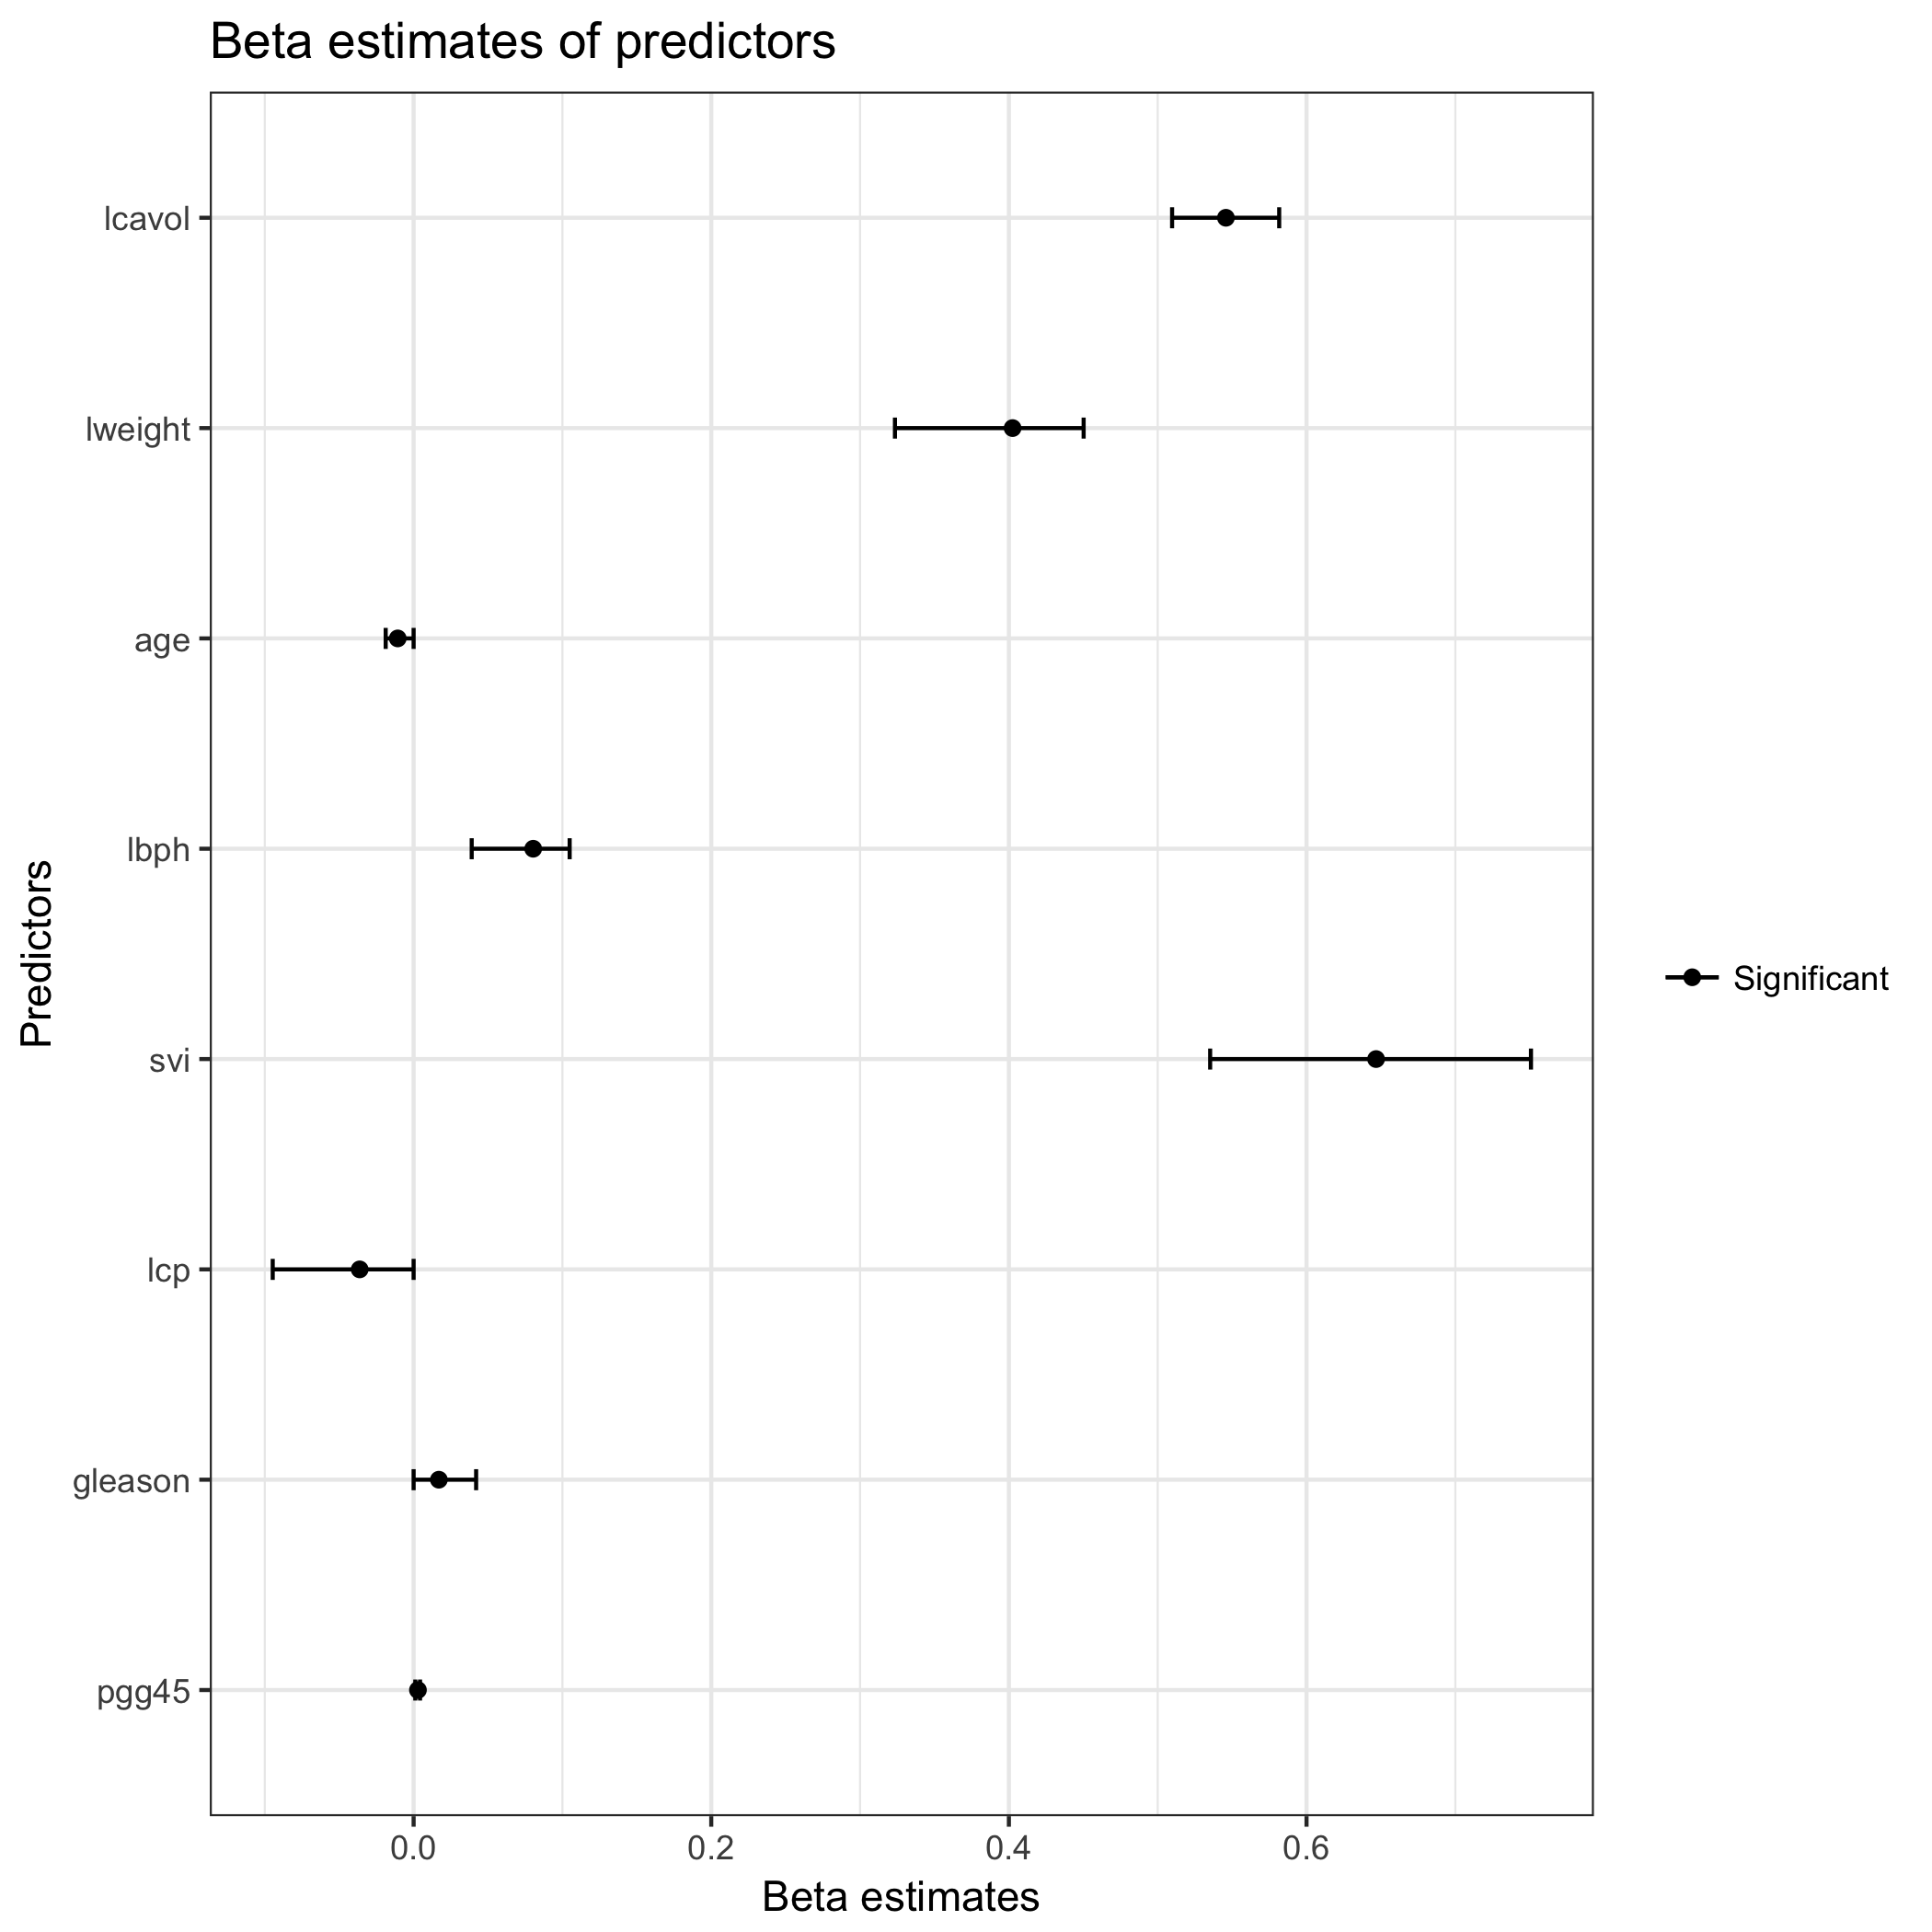 Beta estimates of predictors
Predictors
lcavol
lweight
age
lbph
svi
lcp
gleason
pgg45
0.0 0.2 0.4 0.6
Beta estimates
Significant